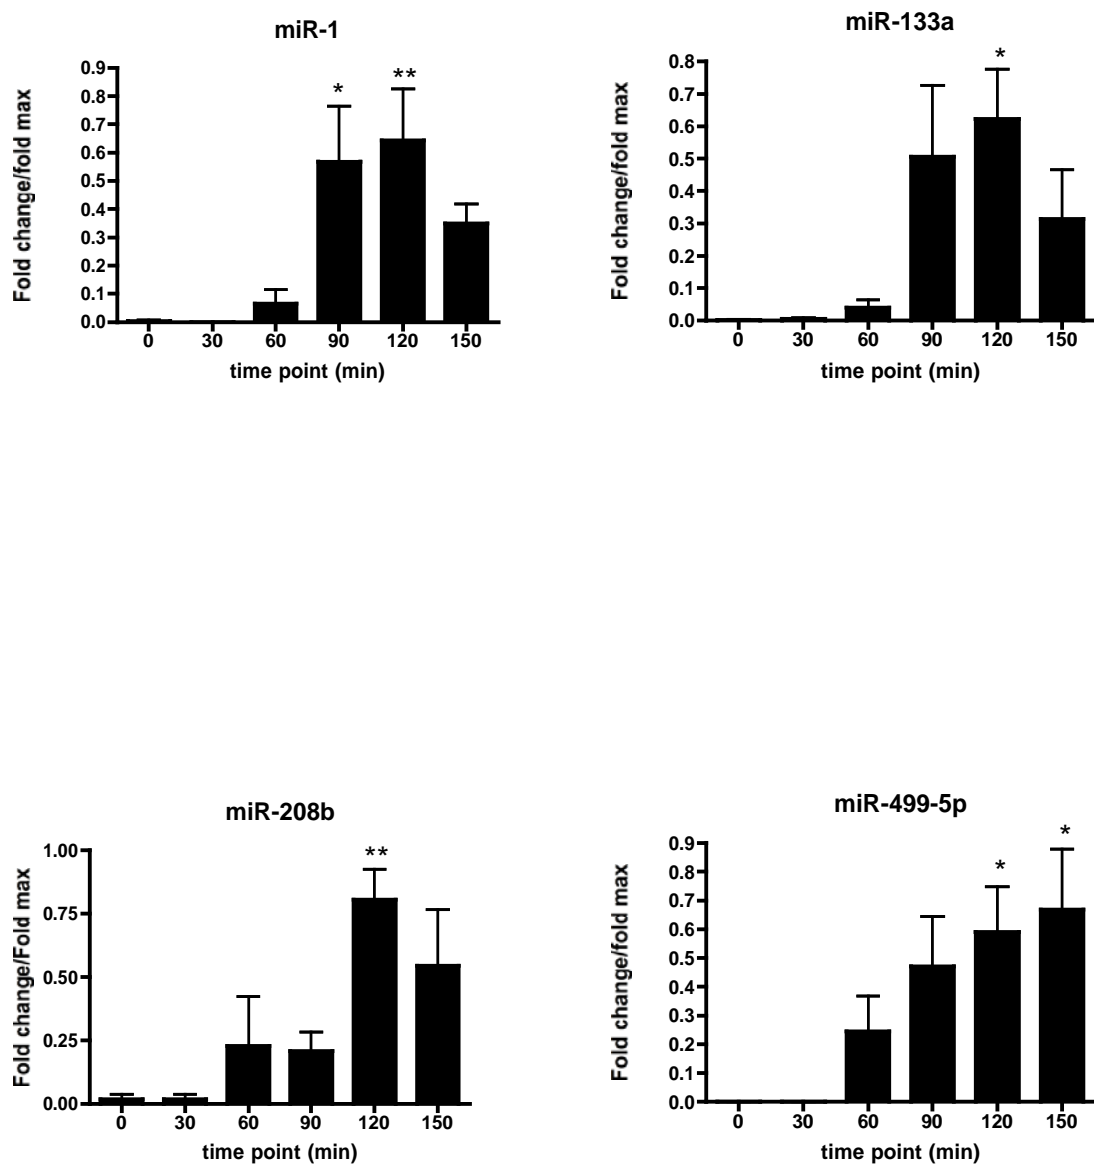 miR-1
Fold change/fold max
0.9
0.8
0.7
0.6
0.5
0.4
0.3
0.2
0.1
0.0
* **
0 30 60 90 120 150
time point (min)
miR-133a
Fold change/fold max
0.8
0.7
0.6
0.5
0.4
0.3
0.2
0.1
0.0
*
0 30 60 90 120 150
time point (min)
miR-208b
Fold change/Fold max
1.00
0.75
0.50
0.25
0.00
**
0 30 60 90 120 150
time point (min)
miR-499-5p
Fold change/fold max
0.9
0.8
0.7
0.6
0.5
0.4
0.3
0.2
0.1
0.0
* *
0 30 60 90 120 150
time point (min)